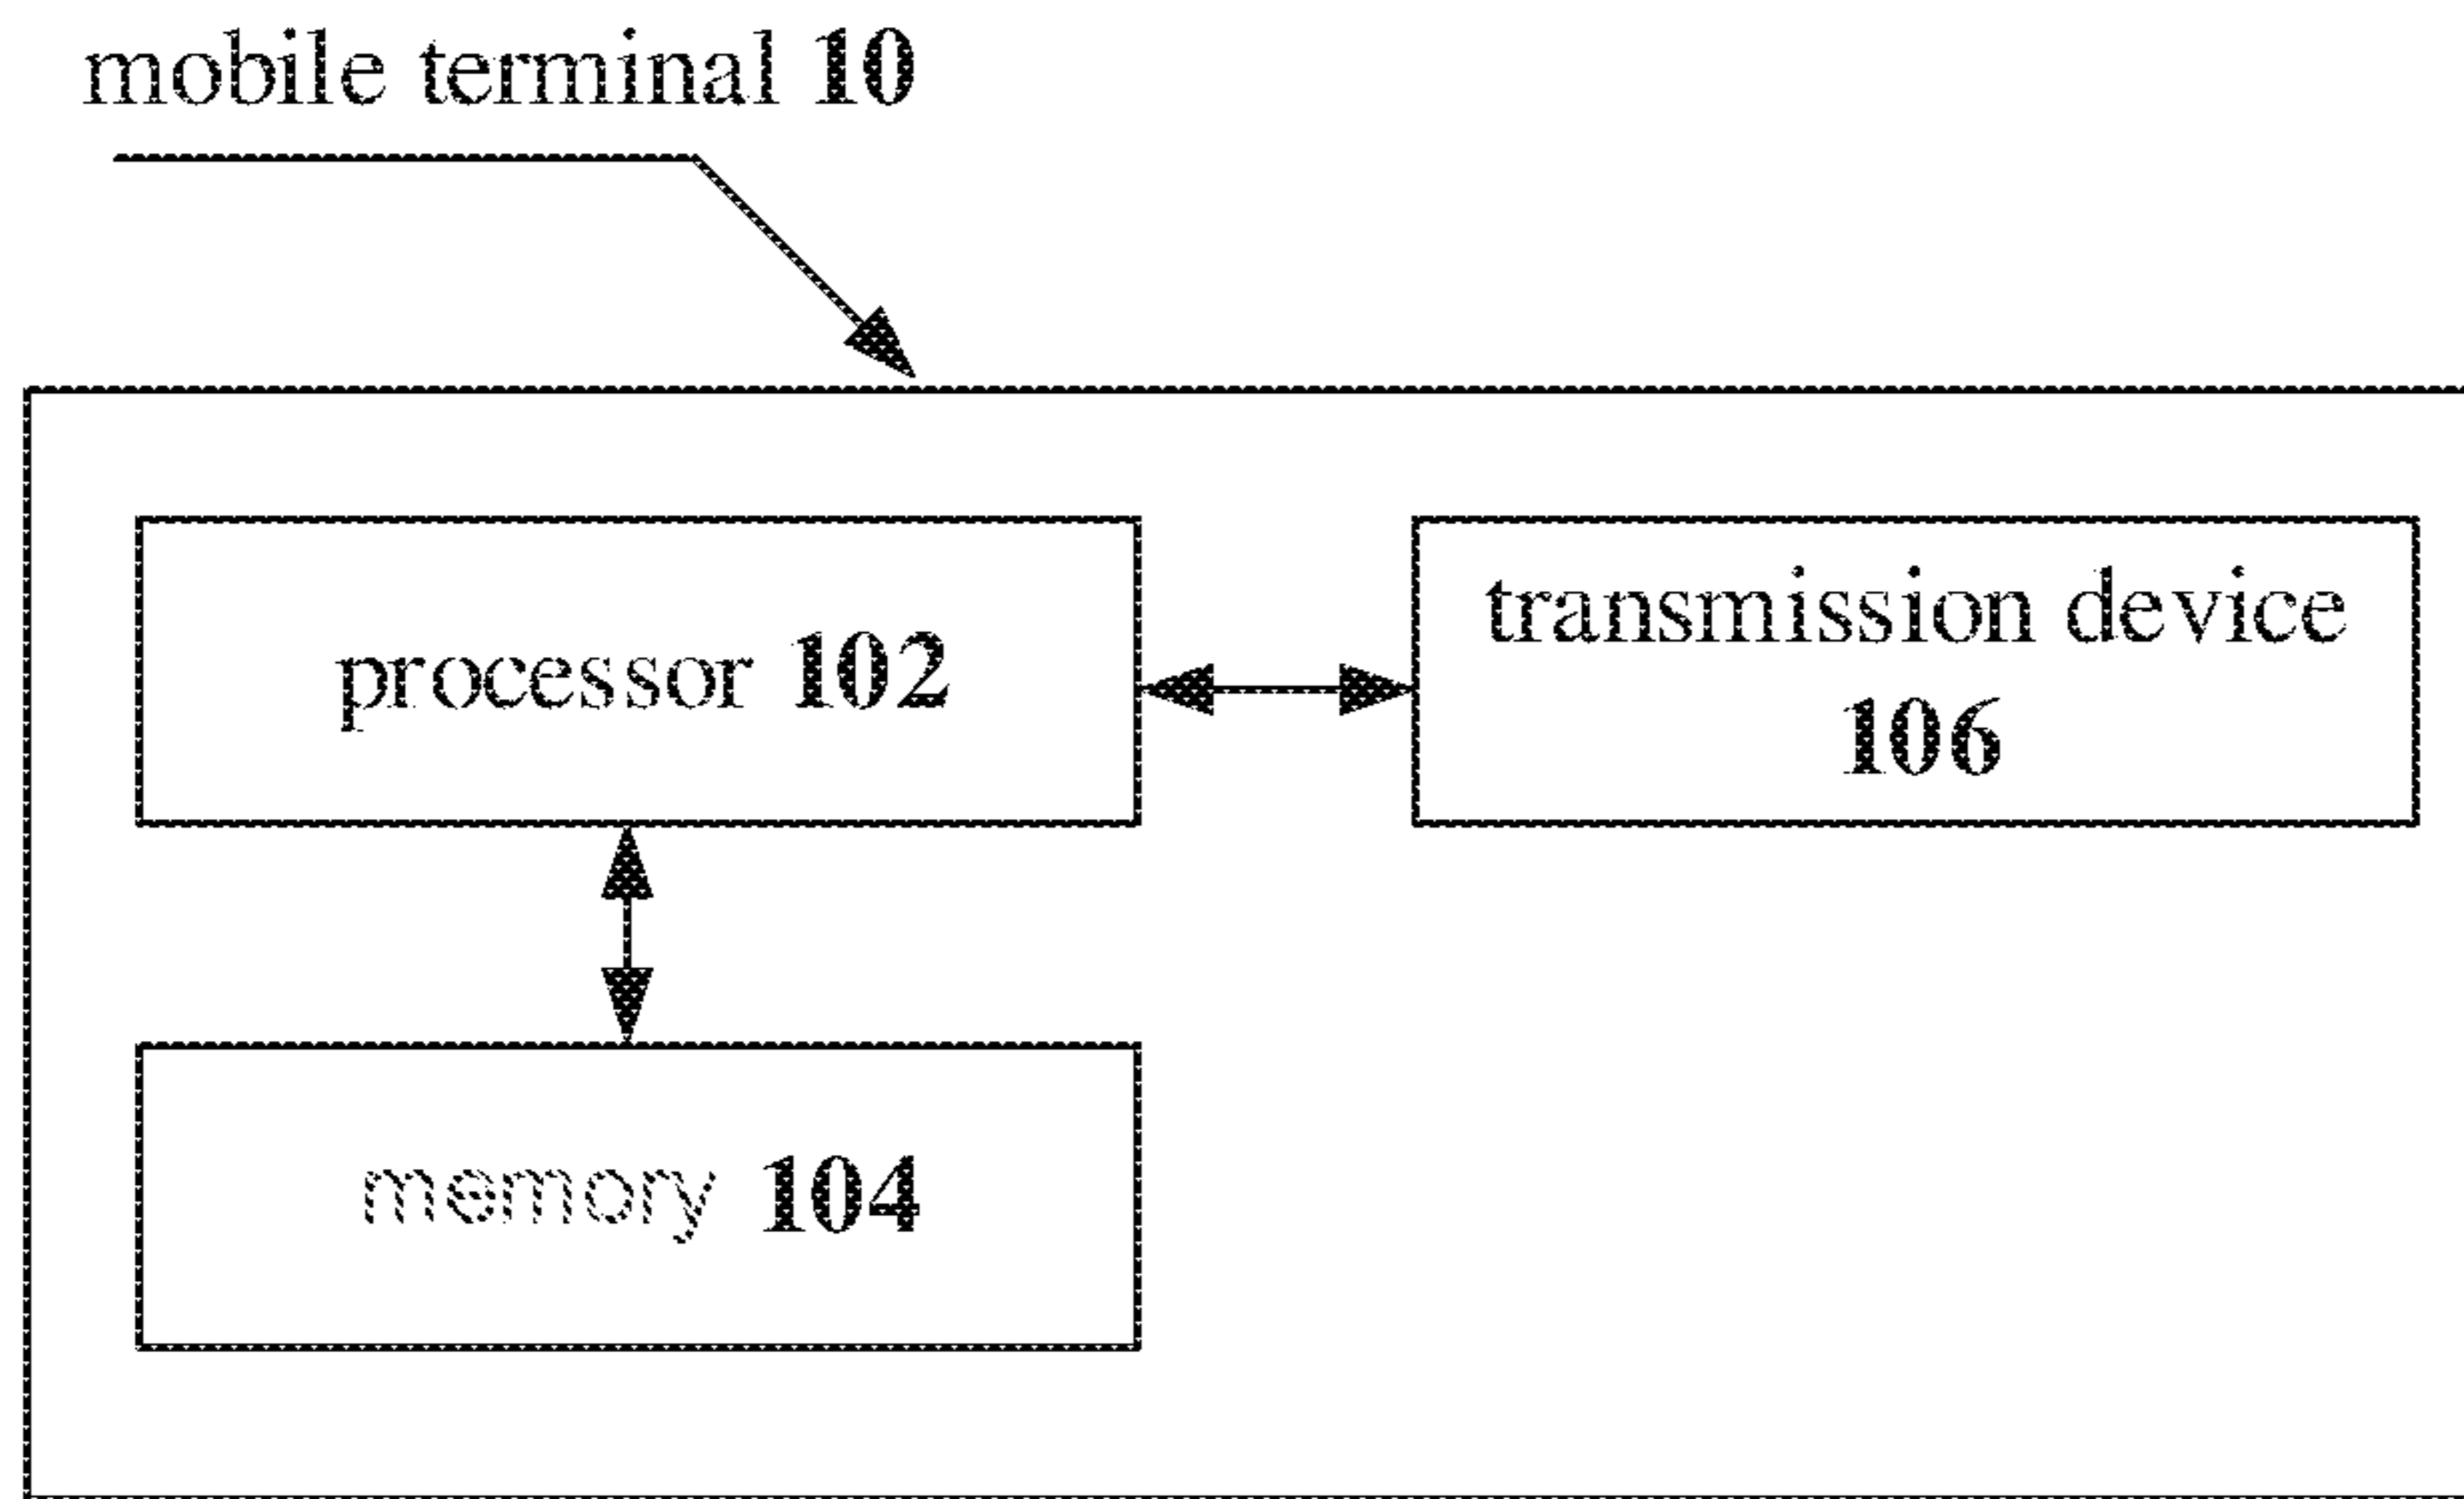 mobile terminal 10
processor 102
transmission device
106
memory 104